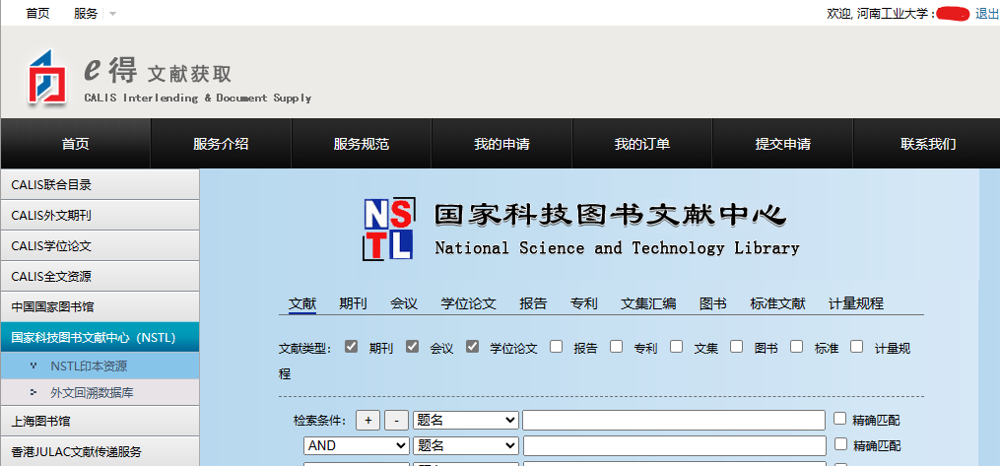 首页 服务 欢迎, 河南工业大学 : 退出
e得 文献获取
CALIS Interlending & Document Supply
首页 服务介绍 服务规范 我的申请 我的订单 提交申请 联系我们
CALIS联合目录
CALIS外文期刊
CALIS学位论文
CALIS全文资源
中国国家图书馆
国家科技图书文献中心（NSTL）
NSTL印本资源
外文回溯数据库
上海图书馆
香港JULAC文献传递服务
NSTL 国家科技图书文献中心
National Science and Technology Library
文献 期刊 会议 学位论文 报告 专利 文集汇编 图书 标准文献 计量规程
文献类型： 期刊 会议 学位论文 报告 专利 文集 图书 标准 计量规
程
检索条件： + - 题名 精确匹配
AND 题名 精确匹配